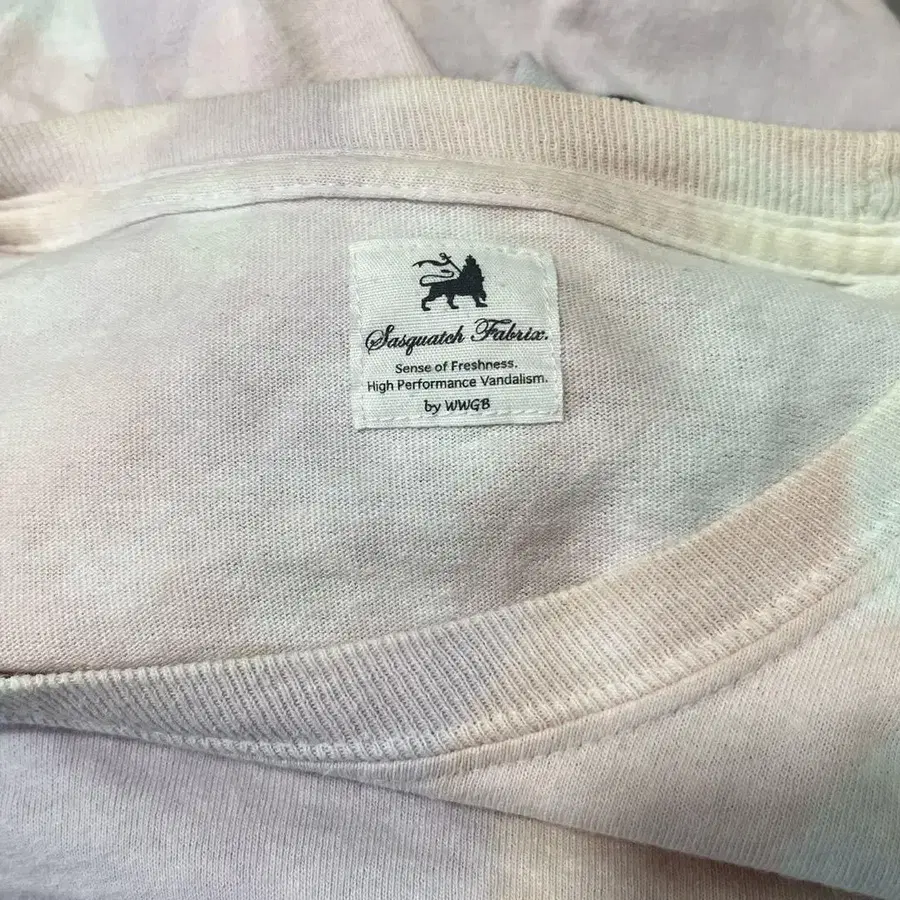 Sasquatch Fabrix.
Sense of Freshness.
High Performance Vandalism.
by WWGB